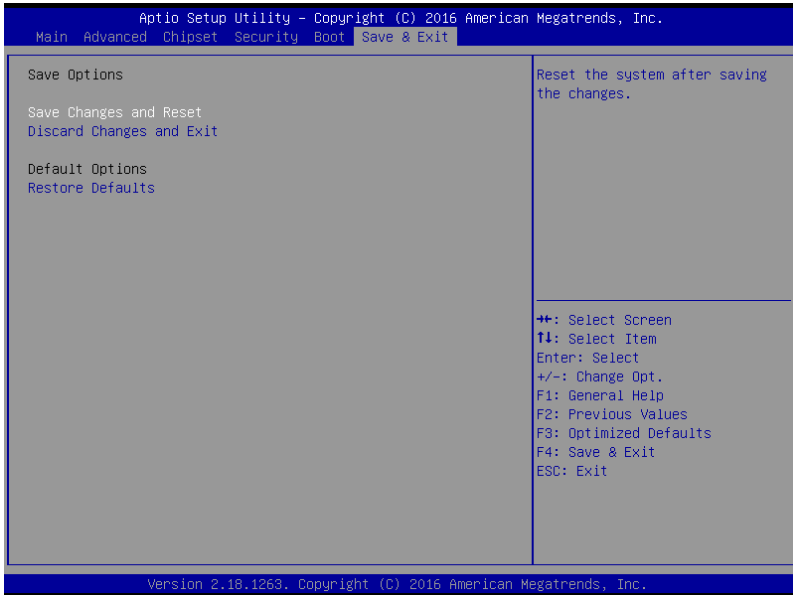 Aptio Setup Utility – Copyright (C) 2016 American Megatrends, Inc.
Main Advanced Chipset Security Boot Save & Exit
Save Options
Save Changes and Reset
Discard Changes and Exit
Default Options
Restore Defaults
Reset the system after saving
the changes.
→←: Select Screen
↑↓: Select Item
Enter: Select
+/-: Change Opt.
F1: General Help
F2: Previous Values
F3: Optimized Defaults
F4: Save & Exit
ESC: Exit
Version 2.18.1263. Copyright (C) 2016 American Megatrends, Inc.